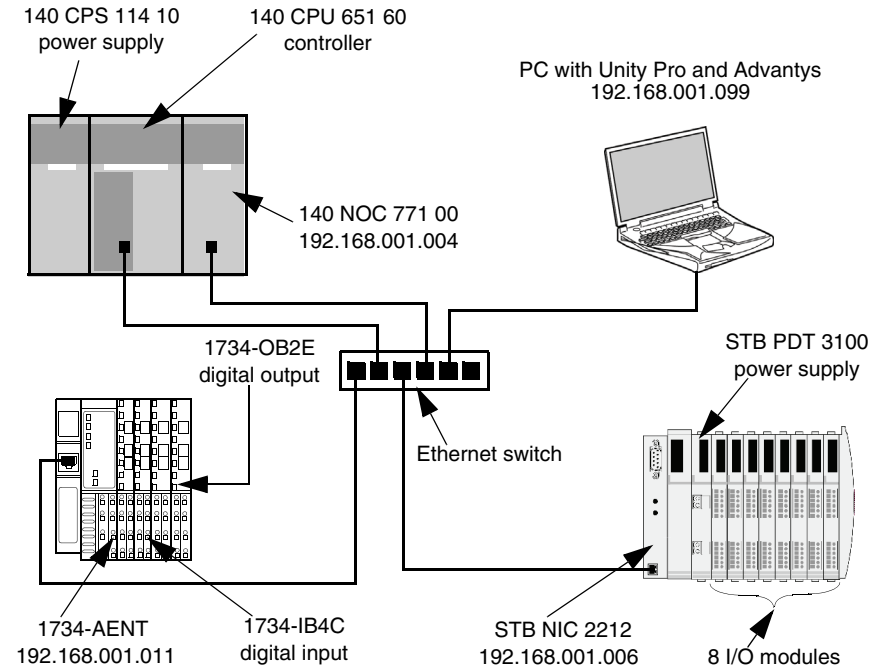 140 CPS 114 10
power supply
140 CPU 651 60
controller
PC with Unity Pro and Advantys
192.168.001.099
140 NOC 771 00
192.168.001.004
1734-OB2E
digital output
STB PDT 3100
power supply
Ethernet switch
1734-AENT
192.168.001.011
1734-IB4C
digital input
STB NIC 2212
192.168.001.006
8 I/O modules